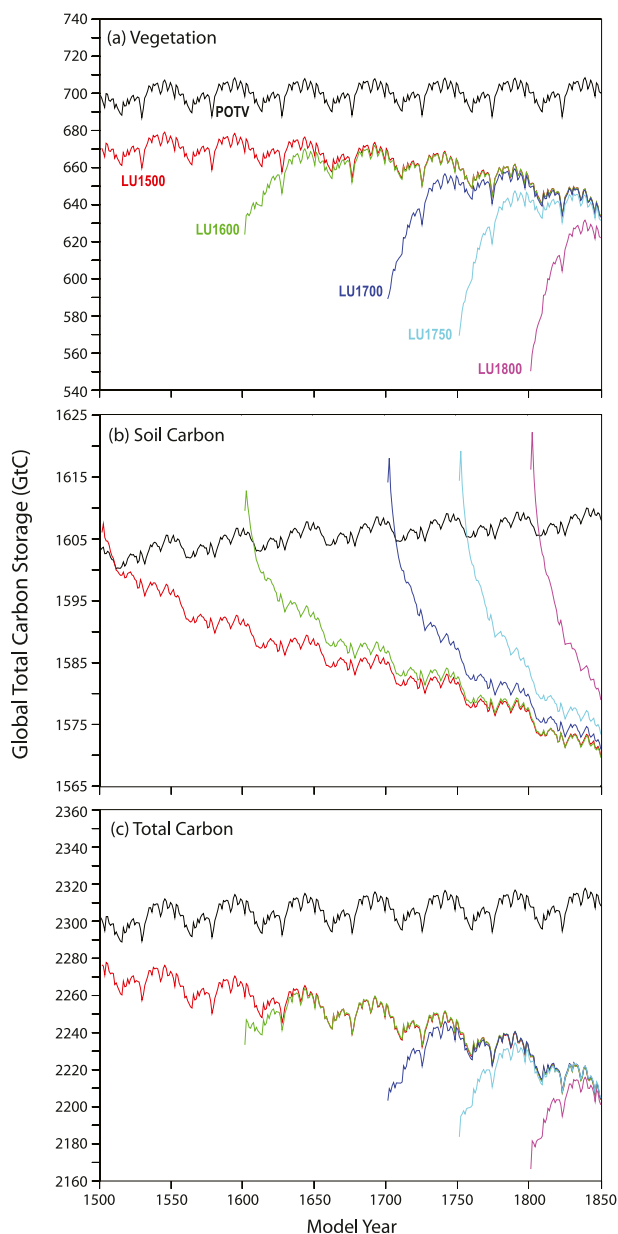 740
(a) Vegetation
720
700
POTV
680
LU1500
660
LU1600
640
620
600
LU1700
580
LU1750
560
LU1800
540
1625
(b) Soil Carbon
1615
1605
1595
1585
1575
1565
Global Total Carbon Storage (GtC)
2360
(c) Total Carbon
2340
2320
2300
2280
2260
2240
2220
2200
2180
2160
1500 1550 1600 1650 1700 1750 1800 1850
Model Year